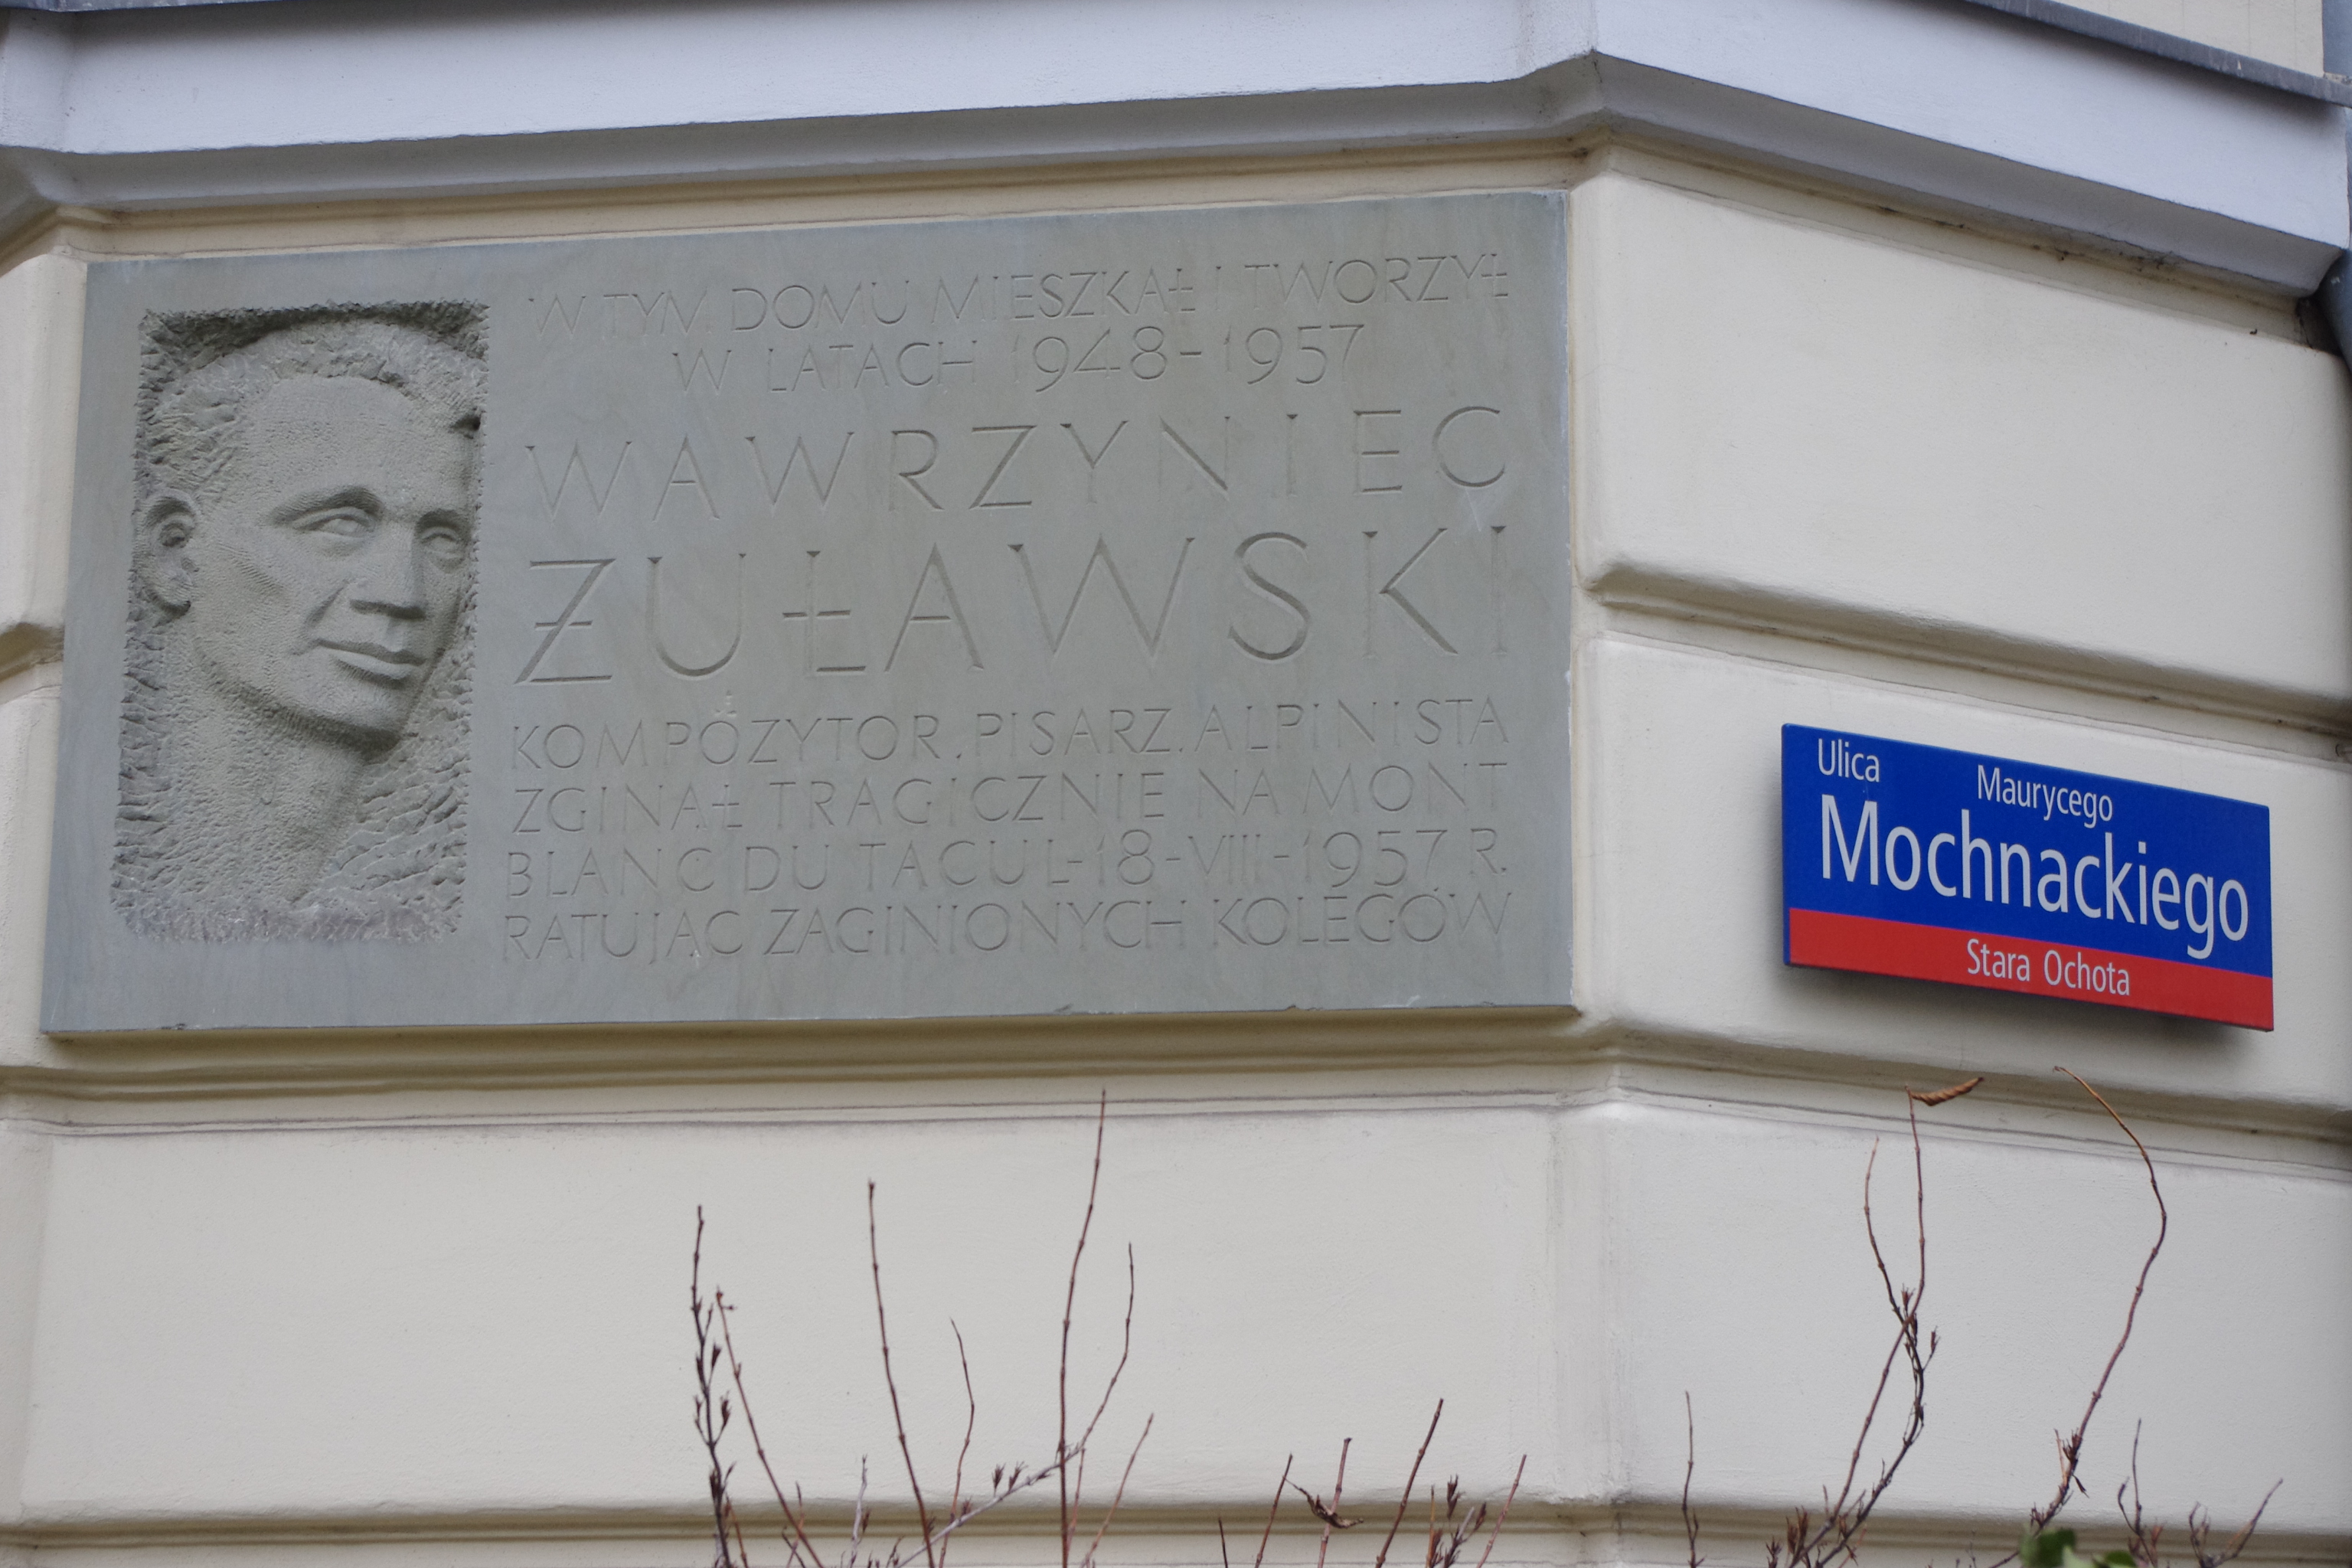 W TYM DOMU MIESZKAŁ I TWORZYŁ
W LATACH 1948-1957
WAWRZYNIEC
ŻUŁAWSKI
KOMPOZYTOR, PISARZ, ALPINISTA
ZGINAŁ TRAGICZNIE NA MONT
BLANC DU TACUL-18-VIII-1957 R.
RATUJĄC ZAGINIONYCH KOLEGÓW
Ulica
Maurycego
Mochnackiego
Stara Ochota